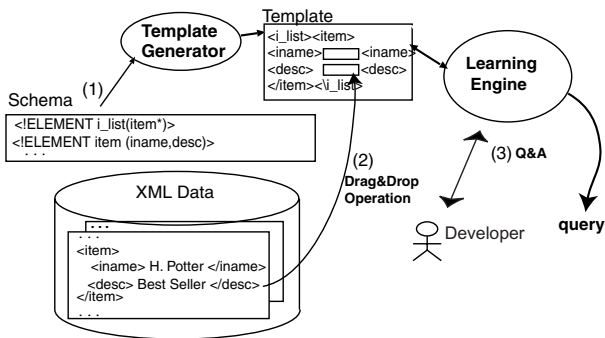 Template
Template
Generator
<i_list><item>
<iname> <iname>
<desc> <desc>
</item><\i_list>
Learning
Engine
(1)
Schema
<!ELEMENT i_list(item*)>
<!ELEMENT item (iname,desc)>
. . .
(2)
Drag&Drop
Operation
(3) Q&A
XML Data
. . .
. . .
<item>
<iname> H. Potter </iname>
<desc> Best Seller </desc>
</item>
. . .
Developer
query